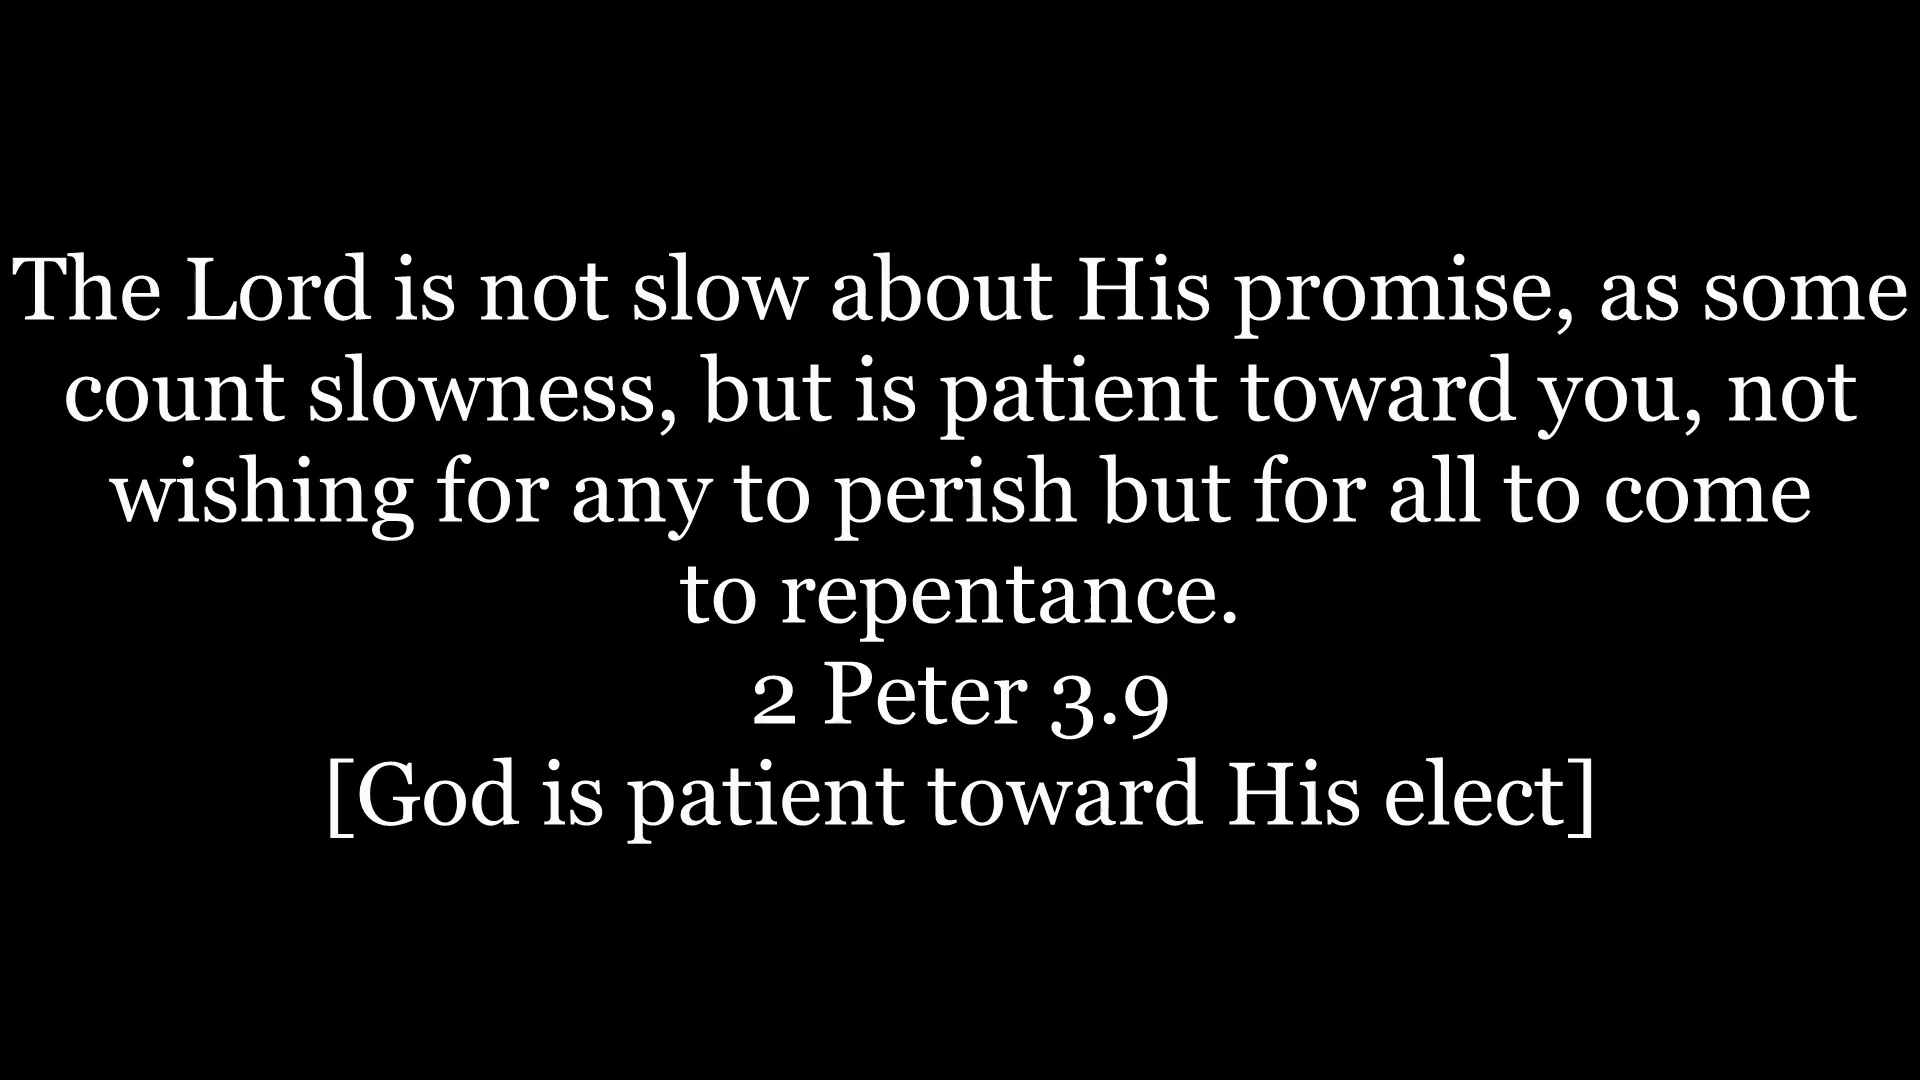 The Lord is not slow about His promise, as some
count slowness, but is patient toward you, not
wishing for any to perish but for all to come
to repentance.
2 Peter 3.9
[God is patient toward His elect]